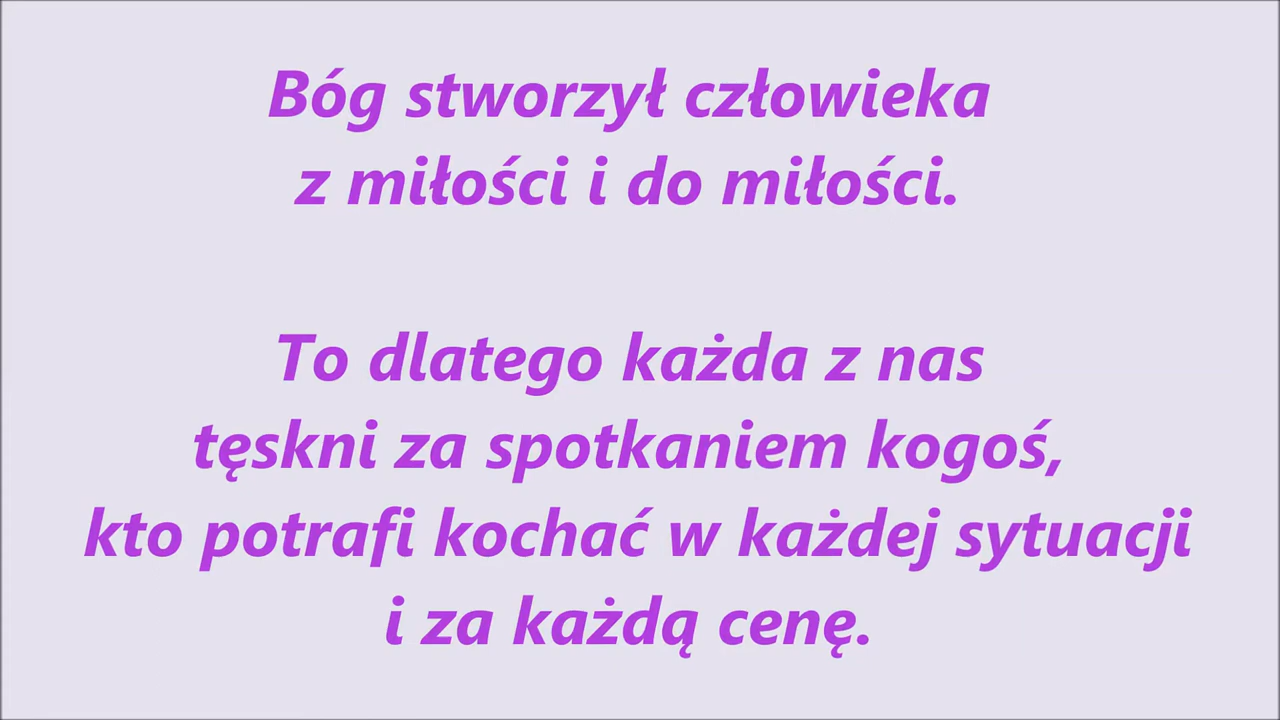 Bóg stworzył człowieka
z miłości i do miłości.
To dlatego każda z nas
tęskni za spotkaniem kogoś,
kto potrafi kochać w każdej sytuacji
i za każdą cenę.